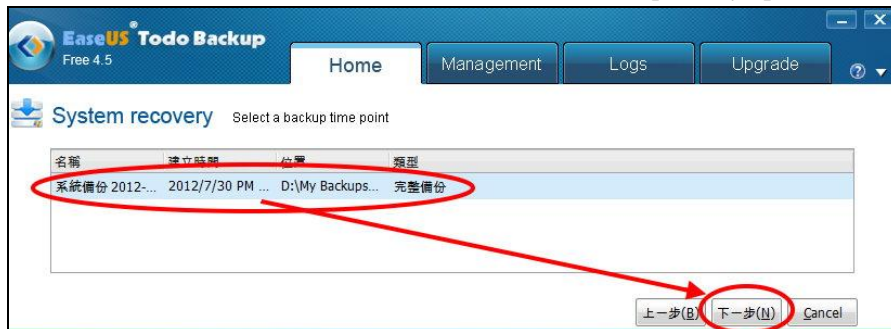 EaseUS® Todo Backup
Free 4.5
Home Management Logs Upgrade
System recovery Select a backup time point
名稱 建立時間 位置 類型
系統備份 2012-... 2012/7/30 PM ... D:\My Backups... 完整備份
上一步(B) 下一步(N) Cancel